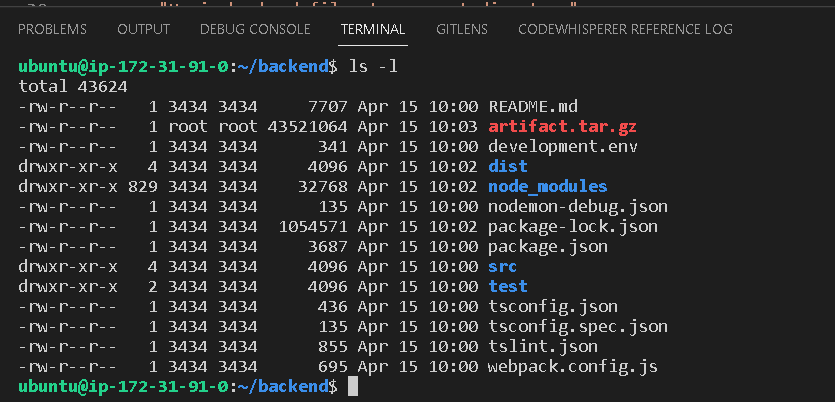 PROBLEMS OUTPUT DEBUG CONSOLE TERMINAL GITLENS CODEWHISPERER REFERENCE LOG
ubuntu@ip-172-31-91-0:~/backend$ ls -l
total 43624
-rw-r--r-- 1 3434 3434 7707 Apr 15 10:00 README.md
-rw-r--r-- 1 root root 43521064 Apr 15 10:03 artifact.tar.gz
-rw-r--r-- 1 3434 3434 341 Apr 15 10:00 development.env
drwxr-xr-x 4 3434 3434 4096 Apr 15 10:02 dist
drwxr-xr-x 829 3434 3434 32768 Apr 15 10:02 node_modules
-rw-r--r-- 1 3434 3434 135 Apr 15 10:00 nodemon-debug.json
-rw-r--r-- 1 3434 3434 1054571 Apr 15 10:02 package-lock.json
-rw-r--r-- 1 3434 3434 3687 Apr 15 10:00 package.json
drwxr-xr-x 4 3434 3434 4096 Apr 15 10:00 src
drwxr-xr-x 2 3434 3434 4096 Apr 15 10:00 test
-rw-r--r-- 1 3434 3434 436 Apr 15 10:00 tsconfig.json
-rw-r--r-- 1 3434 3434 135 Apr 15 10:00 tsconfig.spec.json
-rw-r--r-- 1 3434 3434 855 Apr 15 10:00 tslint.json
-rw-r--r-- 1 3434 3434 695 Apr 15 10:00 webpack.config.js
ubuntu@ip-172-31-91-0:~/backend$